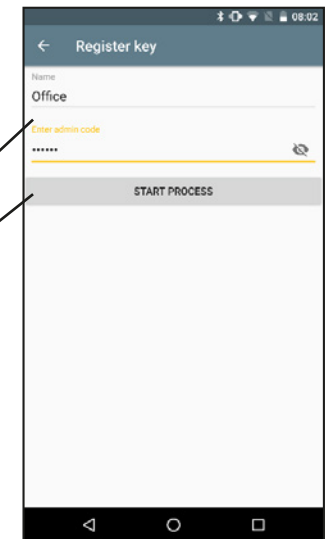 08:02
Register key
Name
Office
Enter admin code
••••••
START PROCESS